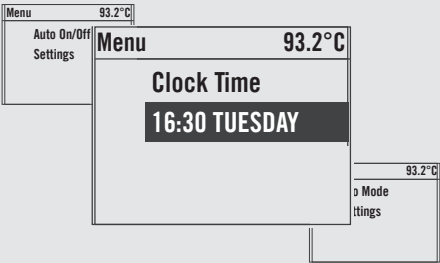 Menu 93.2°C
Auto On/Off
Settings
Menu 93.2°C
Clock Time
16:30 TUESDAY
93.2°C
o Mode
ttings